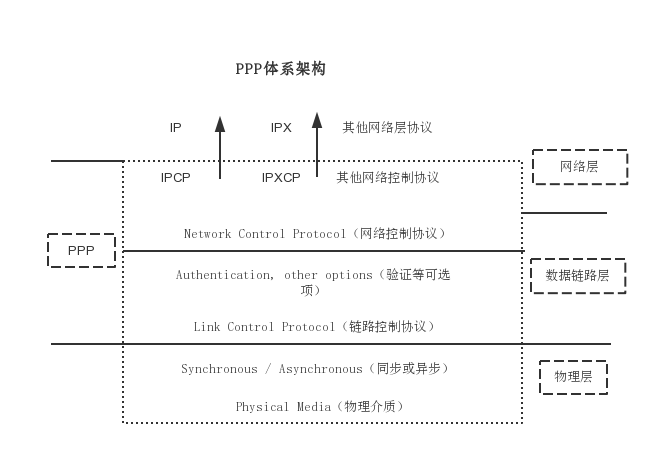 PPP体系架构
IP IPX 其他网络层协议
网络层
IPCP IPXCP 其他网络控制协议
Network Control Protocol（网络控制协议）
PPP
Authentication, other options（验证等可选
项）
数据链路层
Link Control Protocol（链路控制协议）
Synchronous / Asynchronous（同步或异步）
物理层
Physical Media（物理介质）